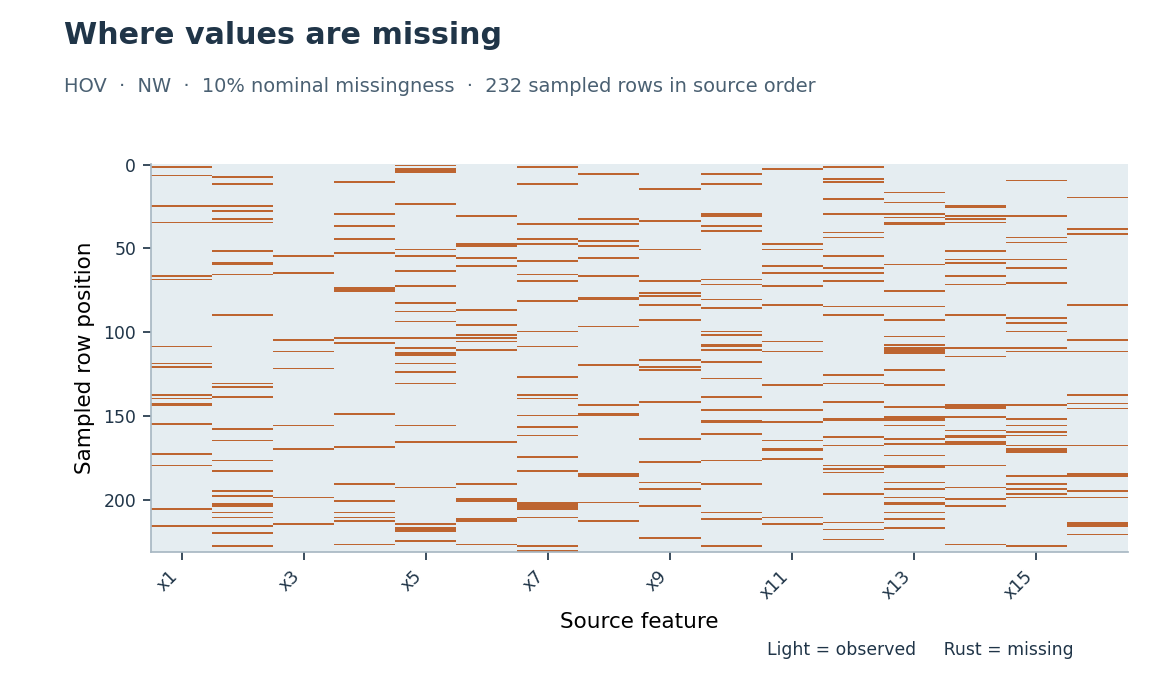 Where values are missing
HOV · NW · 10% nominal missingness · 232 sampled rows in source order
0
50
100
150
200
Sampled row position
x1
x3
x5
x7
x9
x11
x13
x15
Source feature
Light = observed Rust = missing